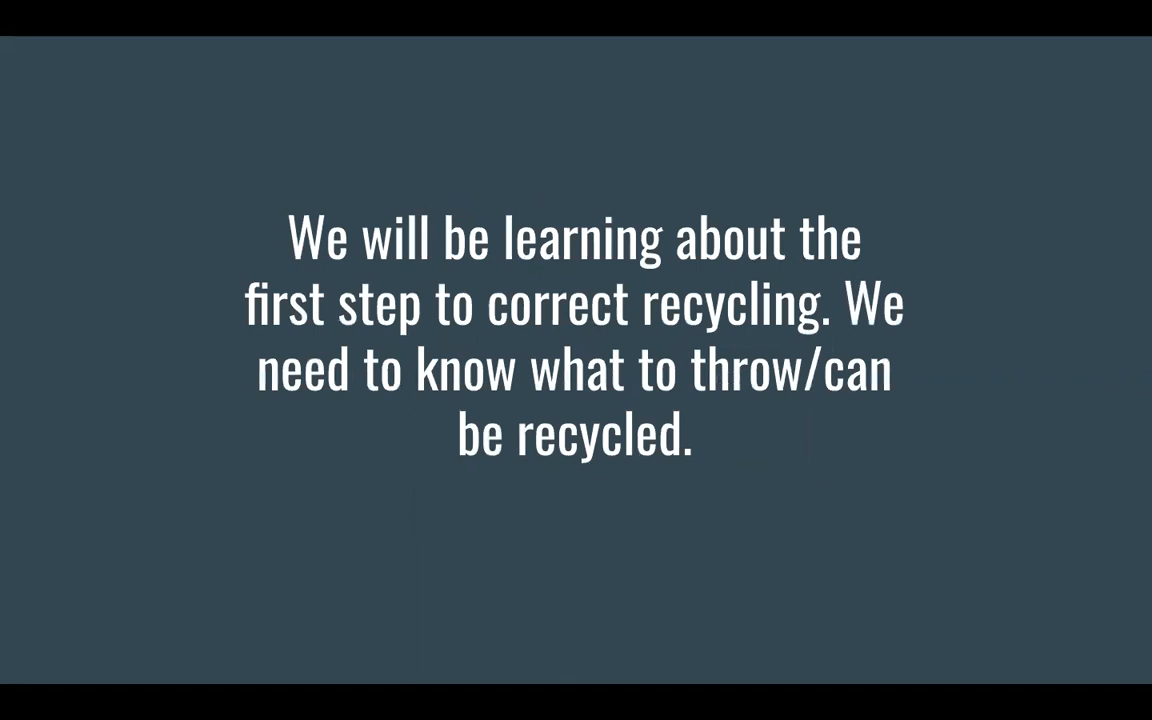 We will be learning about the
first step to correct recycling. We
need to know what to throw/can
be recycled.